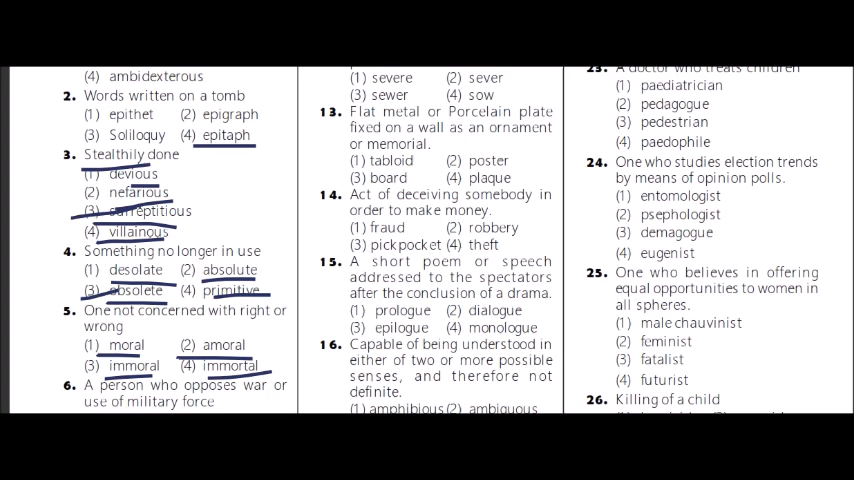 (4) ambidexterous
2. Words written on a tomb
(1) epithet (2) epigraph
(3) Soliloquy (4) epitaph
3. Stealthily done
(1) devious
(2) nefarious
(3) surreptitious
(4) villainous
4. Something no longer in use
(1) desolate (2) absolute
(3) obsolete (4) primitive
5. One not concerned with right or
wrong
(1) moral (2) amoral
(3) immoral (4) immortal
6. A person who opposes war or
use of military force
(1) severe (2) sever
(3) sewer (4) sow
13. Flat metal or Porcelain plate
fixed on a wall as an ornament
or memorial.
(1) tabloid (2) poster
(3) board (4) plaque
14. Act of deceiving somebody in
order to make money.
(1) fraud (2) robbery
(3) pickpocket (4) theft
15. A short poem or speech
addressed to the spectators
after the conclusion of a drama.
(1) prologue (2) dialogue
(3) epilogue (4) monologue
16. Capable of being understood in
either of two or more possible
senses, and therefore not
definite.
(1) amphibious (2) ambiguous
23. A doctor who treats children
(1) paediatrician
(2) pedagogue
(3) pedestrian
(4) paedophile
24. One who studies election trends
by means of opinion polls.
(1) entomologist
(2) psephologist
(3) demagogue
(4) eugenist
25. One who believes in offering
equal opportunities to women in
all spheres.
(1) male chauvinist
(2) feminist
(3) fatalist
(4) futurist
26. Killing of a child